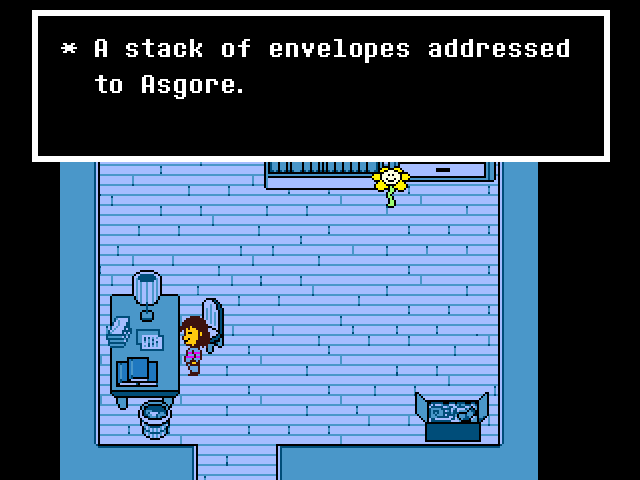 * A stack of envelopes addressed
to Asgore.